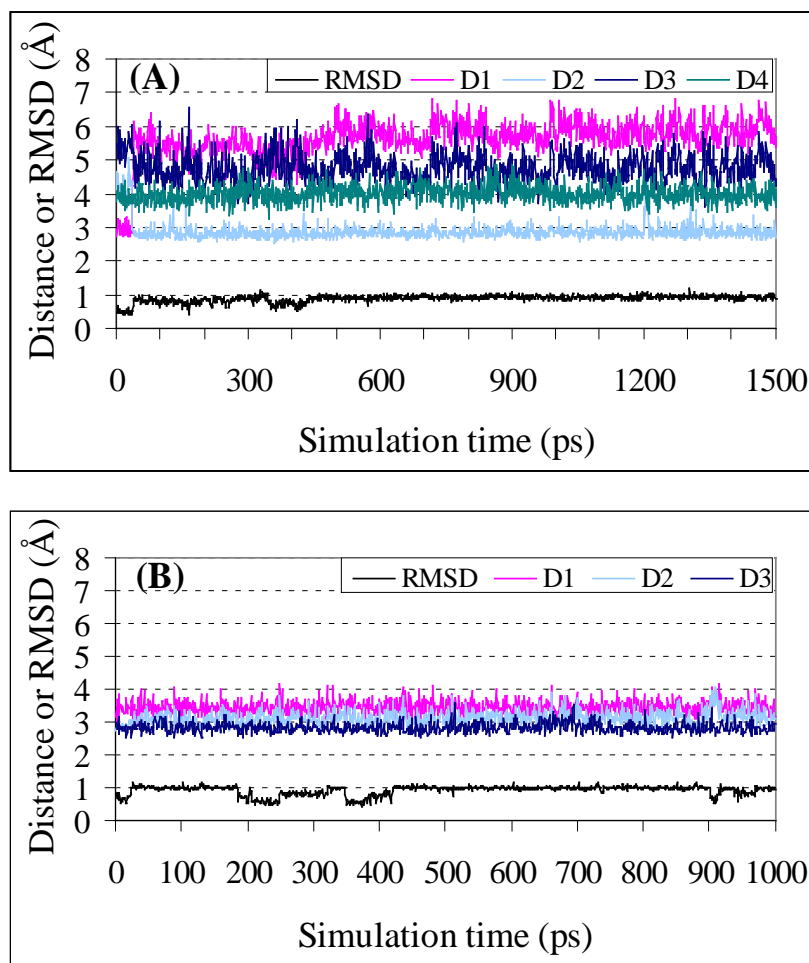 (A)
RMSD D1 D2 D3 D4
Distance or RMSD (Å)
8
7
6
5
4
3
2
1
0
0 300 600 900 1200 1500
Simulation time (ps)
(B)
RMSD D1 D2 D3
Distance or RMSD (Å)
8
7
6
5
4
3
2
1
0
0 100 200 300 400 500 600 700 800 900 1000
Simulation time (ps)